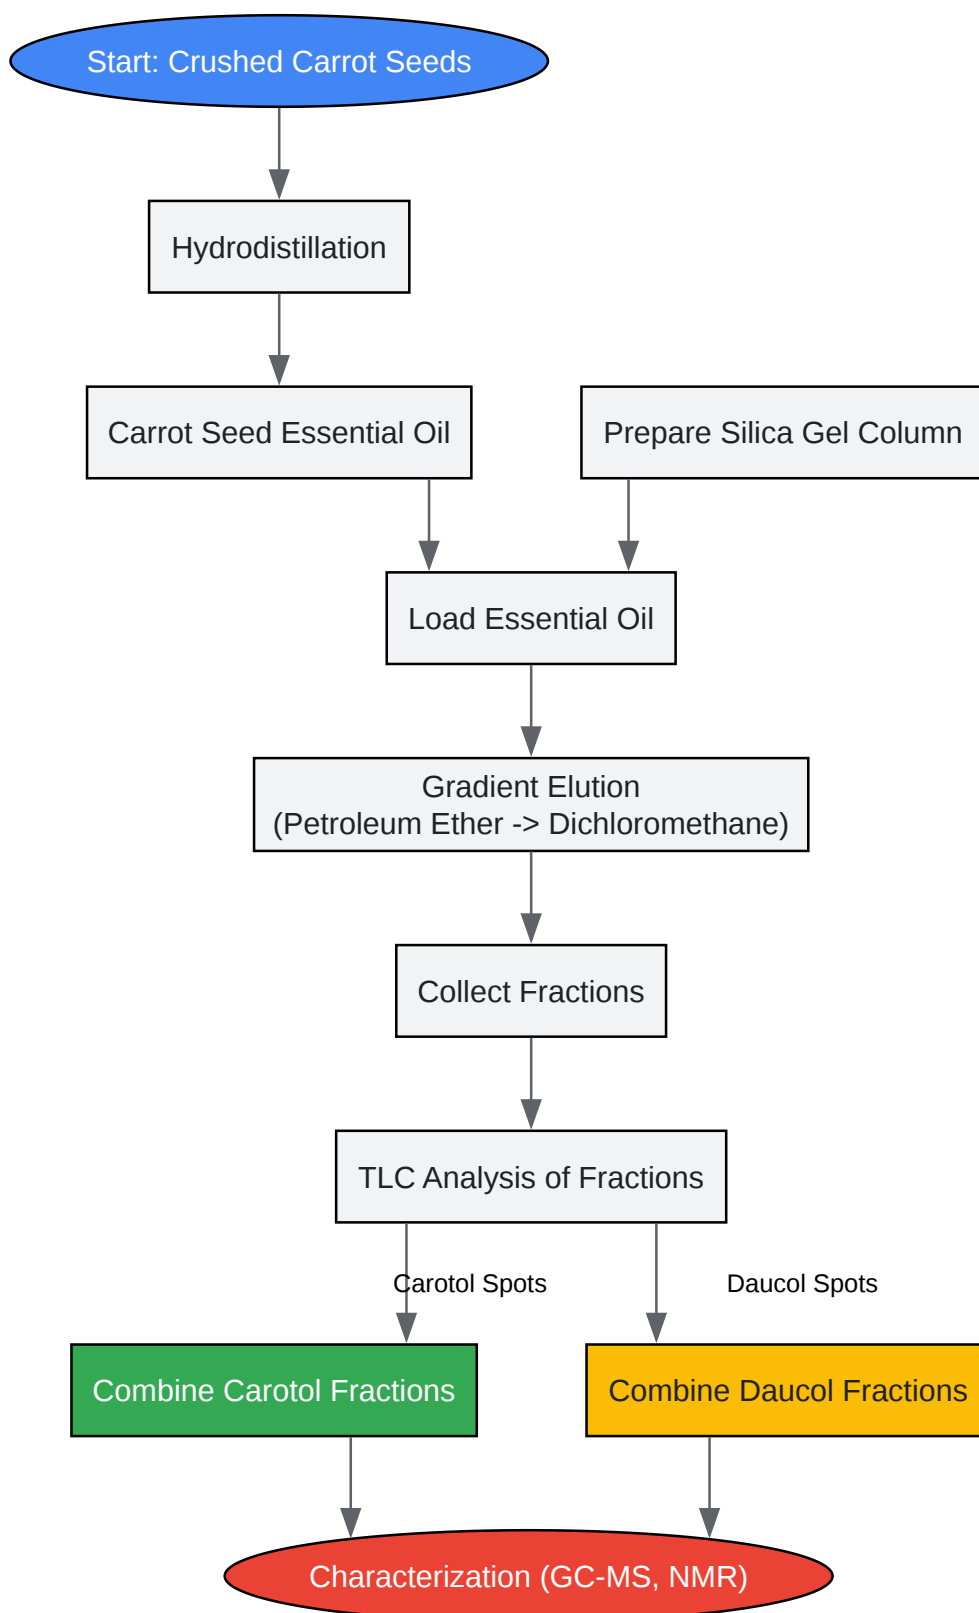 Start: Crushed Carrot Seeds
Hydrodistillation
Carrot Seed Essential Oil
Prepare Silica Gel Column
Load Essential Oil
Gradient Elution
(Petroleum Ether -> Dichloromethane)
Collect Fractions
TLC Analysis of Fractions
Carotol Spots
Daucol Spots
Combine Carotol Fractions
Combine Daucol Fractions
Characterization (GC-MS, NMR)